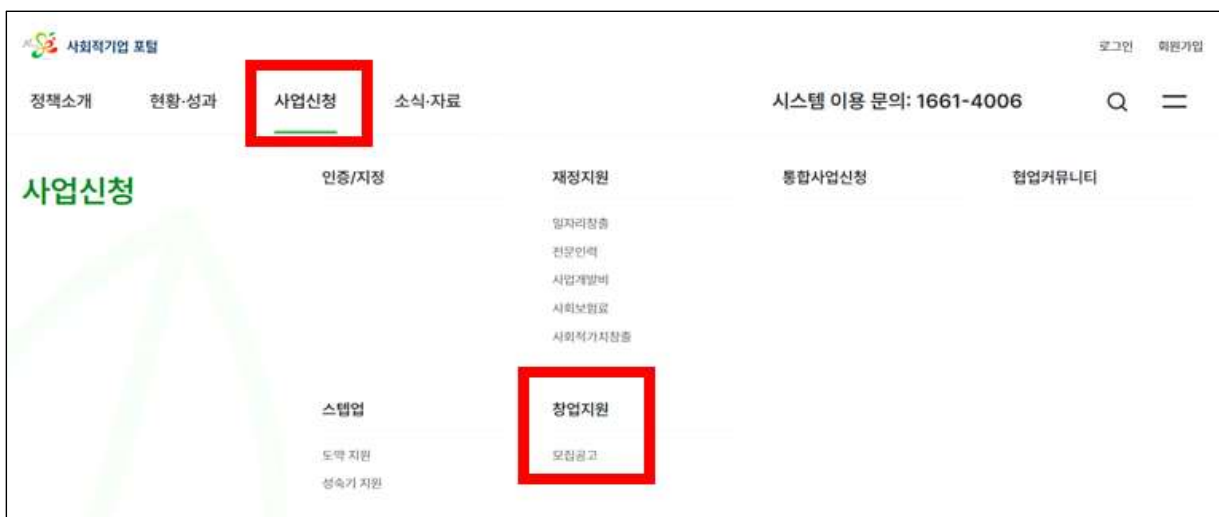 사회적기업 포털
로그인 회원가입
정책소개 현황·성과 사업신청 소식·자료 시스템 이용 문의: 1661-4006
사업신청
인증/지정 재정지원 통합사업신청 협업커뮤니티
일자리창출
전문인력
사업개발비
사회보험료
사회적가치창출
스텝업 창업지원
도약 지원 모집공고
성숙기 지원